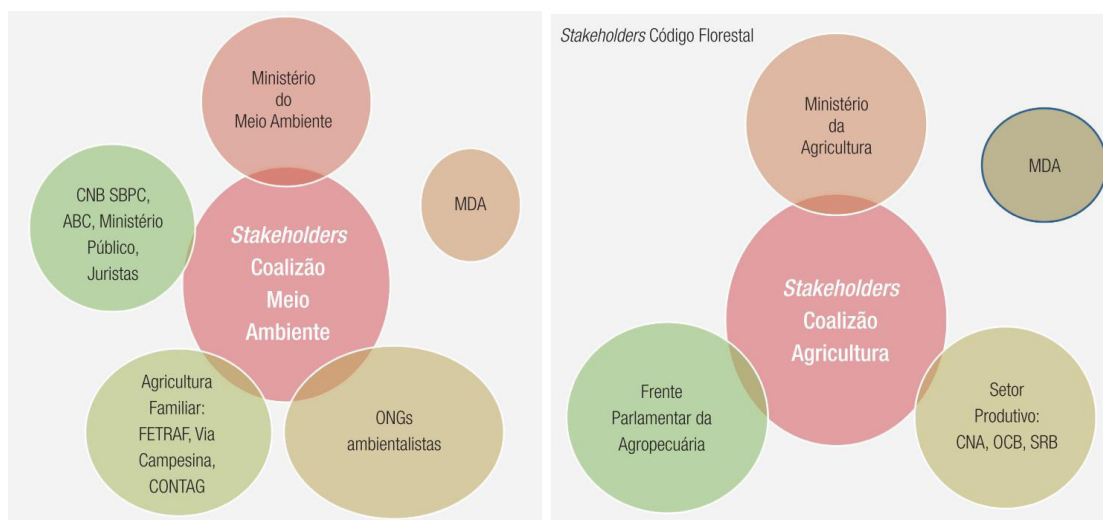 Ministério
do
Meio Ambiente
MDA
CNB SBPC,
ABC, Ministério
Público,
Juristas
Stakeholders
Coalizão
Meio
Ambiente
Agricultura
Familiar:
FETRAF, Via
Campesina,
CONTAG
ONGs
ambientalistas
Stakeholders Código Florestal
Ministério
da
Agricultura
MDA
Stakeholders
Coalizão
Agricultura
Frente
Parlamentar da
Agropecuária
Setor
Produtivo:
CNA, OCB, SRB